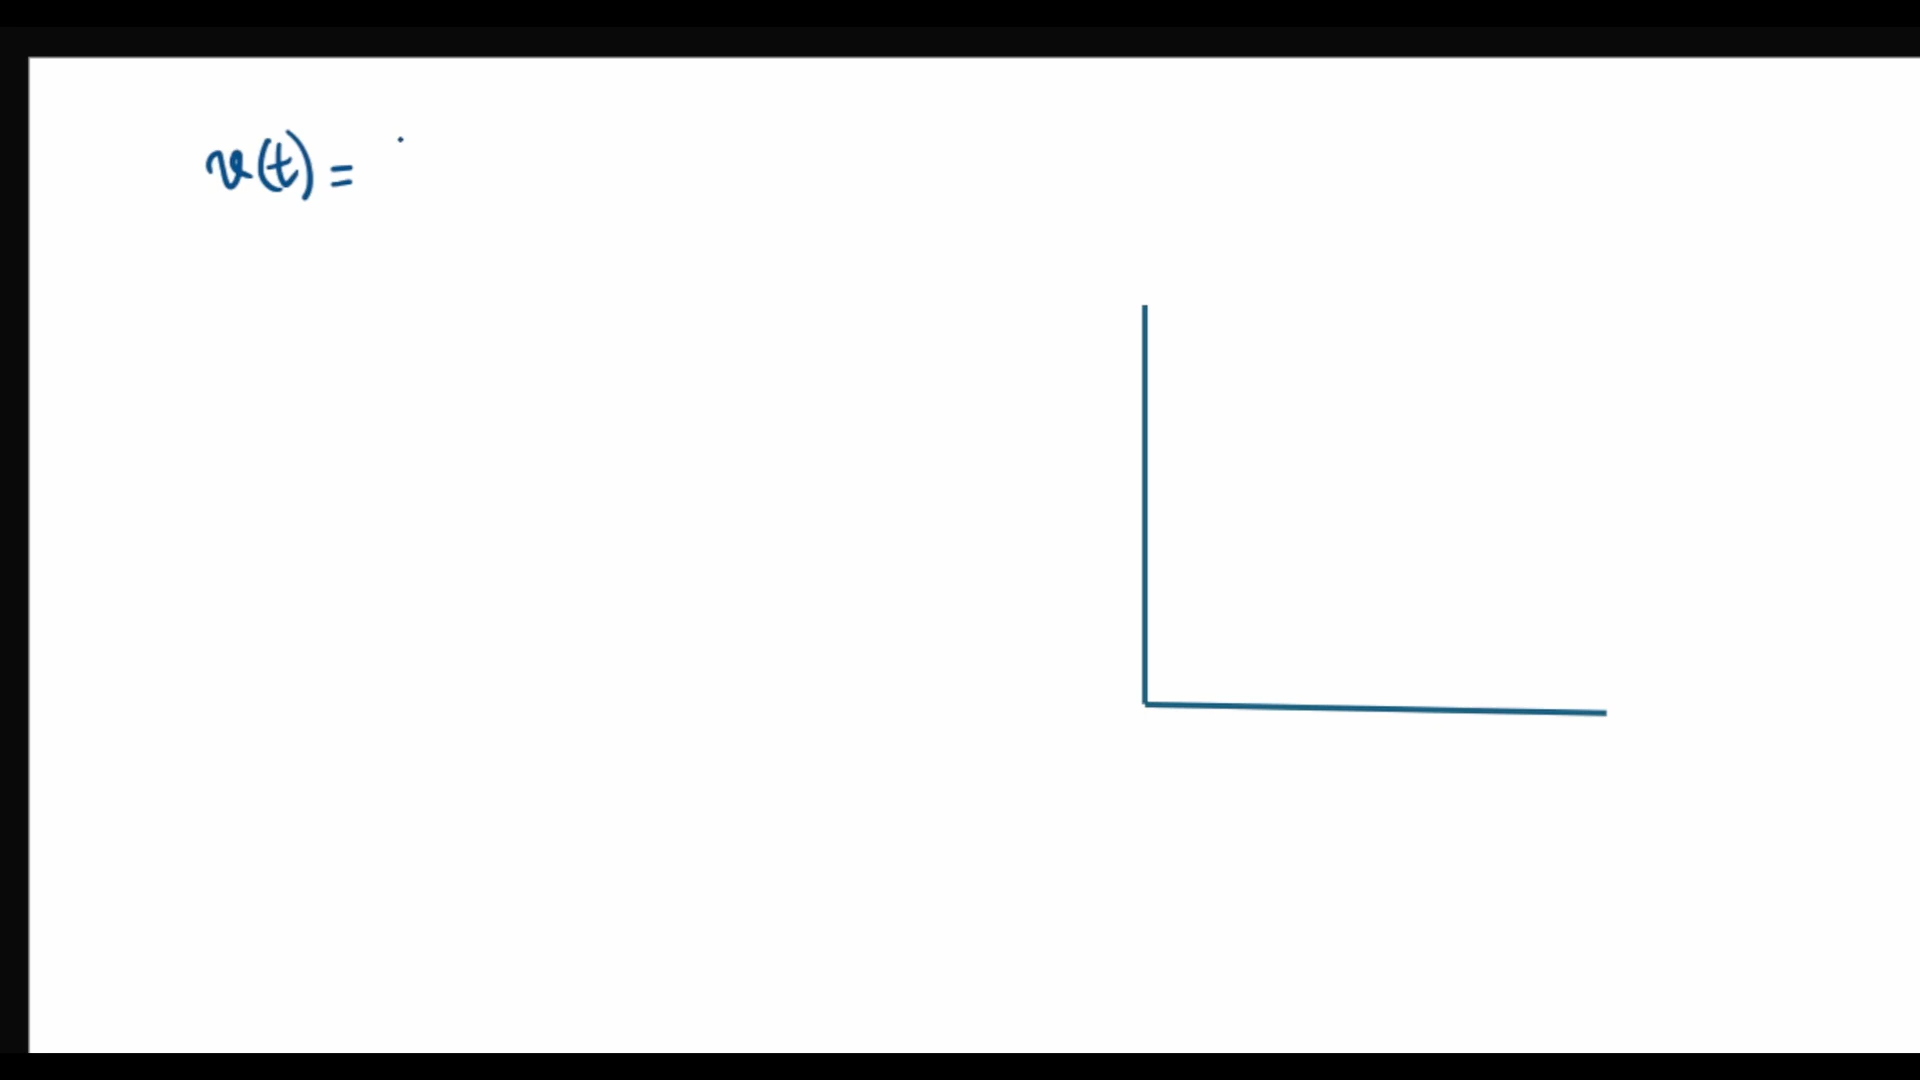 v(t) =